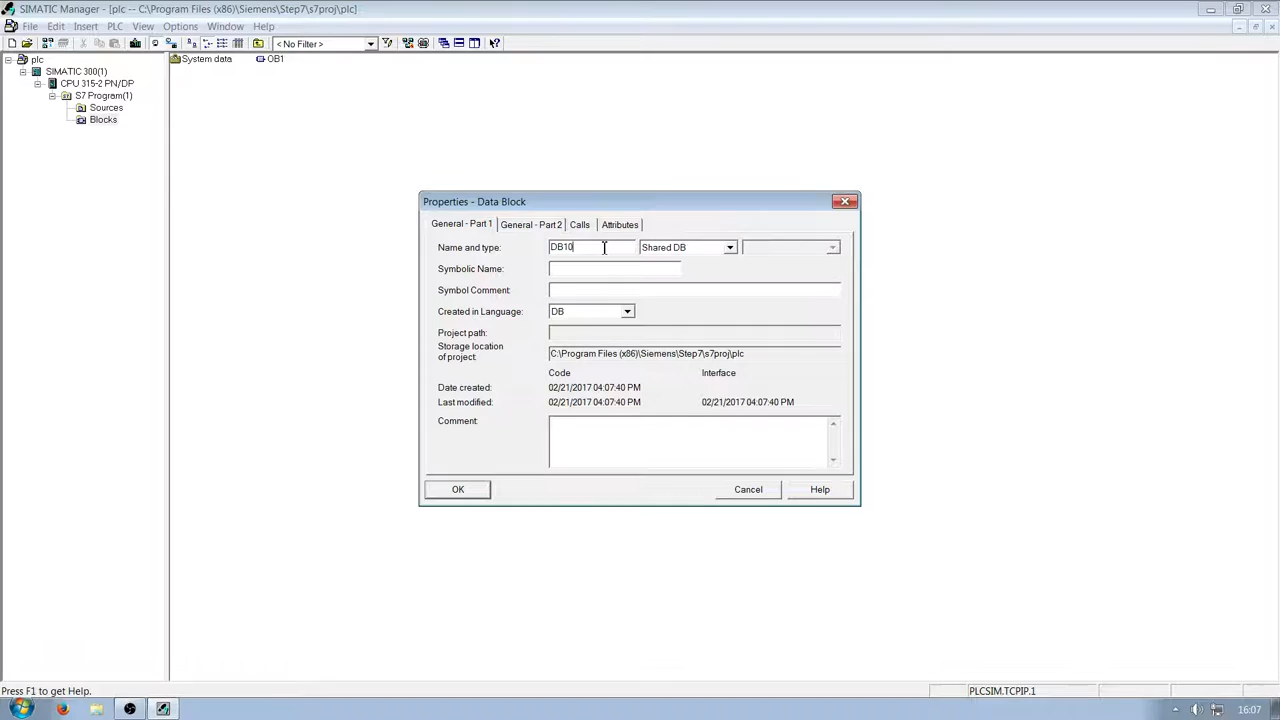 SIMATIC Manager - [plc -- C:\Program Files (x86)\Siemens\Step7\s7proj\plc]
File Edit Insert PLC View Options Window Help
< No Filter >
plc
SIMATIC 300(1)
CPU 315-2 PN/DP
S7 Program(1)
Sources
Blocks
System data OB1
Properties - Data Block
General - Part 1 General - Part 2 Calls Attributes
Name and type: DB10 Shared DB
Symbolic Name:
Symbol Comment:
Created in Language: DB
Project path:
Storage location
of project: C:\Program Files (x86)\Siemens\Step7\s7proj\plc
Code Interface
Date created: 02/21/2017 04:07:40 PM
Last modified: 02/21/2017 04:07:40 PM 02/21/2017 04:07:40 PM
Comment:
OK Cancel Help
Press F1 to get Help. PLCSIM.TCPIP.1
16:07